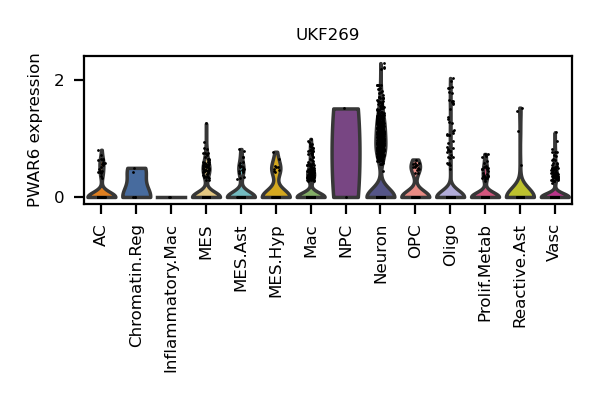 UKF269
PWAR6 expression
2
0
AC
Chromatin.Reg
Inflammatory.Mac
MES
MES.Ast
MES.Hyp
Mac
NPC
Neuron
OPC
Oligo
Prolif.Metab
Reactive.Ast
Vasc